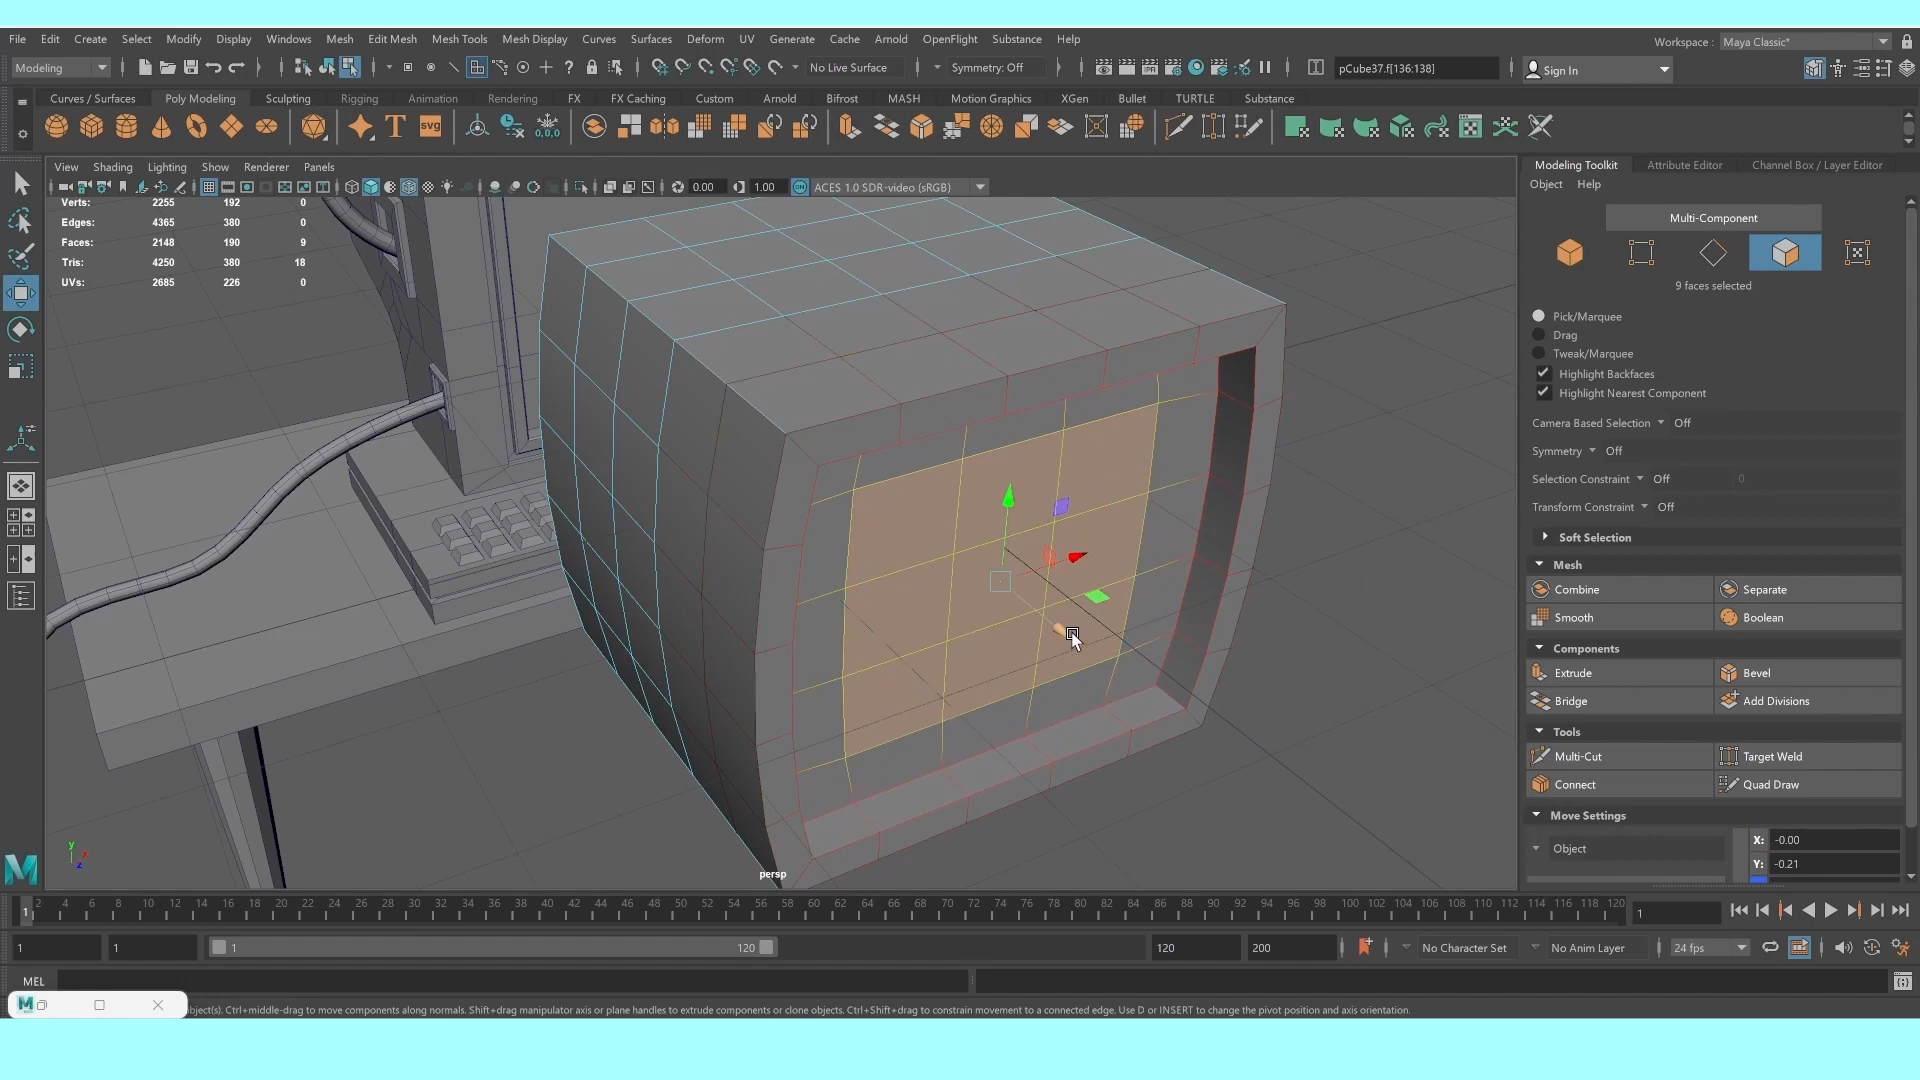 File Edit Create Select Modify Display Windows Mesh Edit Mesh Mesh Tools Mesh Display Curves Surfaces Deform UV Generate Cache Arnold OpenFlight Substance Help
Workspace : Maya Classic*
Modeling No Live Surface Symmetry: Off pCube37.f[136:138] Sign In
Curves / Surfaces Poly Modeling Sculpting Rigging Animation Rendering FX FX Caching Custom Arnold Bifrost MASH Motion Graphics XGen Bullet TURTLE Substance
svg 0,0,0
View Shading Lighting Show Renderer Panels
0.00 1.00 ACES 1.0 SDR-video (sRGB)
Verts: 2255 192 0
Edges: 4365 380 0
Faces: 2148 190 9
Tris: 4250 380 18
UVs: 2685 226 0
persp
Modeling Toolkit Attribute Editor Channel Box / Layer Editor
Object Help
Multi-Component
9 faces selected
Pick/Marquee
Drag
Tweak/Marquee
Highlight Backfaces
Highlight Nearest Component
Camera Based Selection Off
Symmetry Off
Selection Constraint Off 0
Transform Constraint Off
Soft Selection
Mesh
Combine Separate
Smooth Boolean
Components
Extrude Bevel
Bridge Add Divisions
Tools
Multi-Cut Target Weld
Connect Quad Draw
Move Settings
Object X: -0.00
Y: -0.21
1 2 4 6 8 10 12 14 16 18 20 22 24 26 28 30 32 34 36 38 40 42 44 46 48 50 52 54 56 58 60 62 64 66 68 70 72 74 76 78 80 82 84 86 88 90 92 94 96 98 100 102 104 106 108 110 112 114 116 118 120 1
1 1 1 120 120 200 No Character Set No Anim Layer 24 fps
MEL
bject(s). Ctrl+middle-drag to move components along normals. Shift+drag manipulator axis or plane handles to extrude components or clone objects. Ctrl+Shift+drag to constrain movement to a connected edge. Use D or INSERT to change the pivot position and axis orientation.